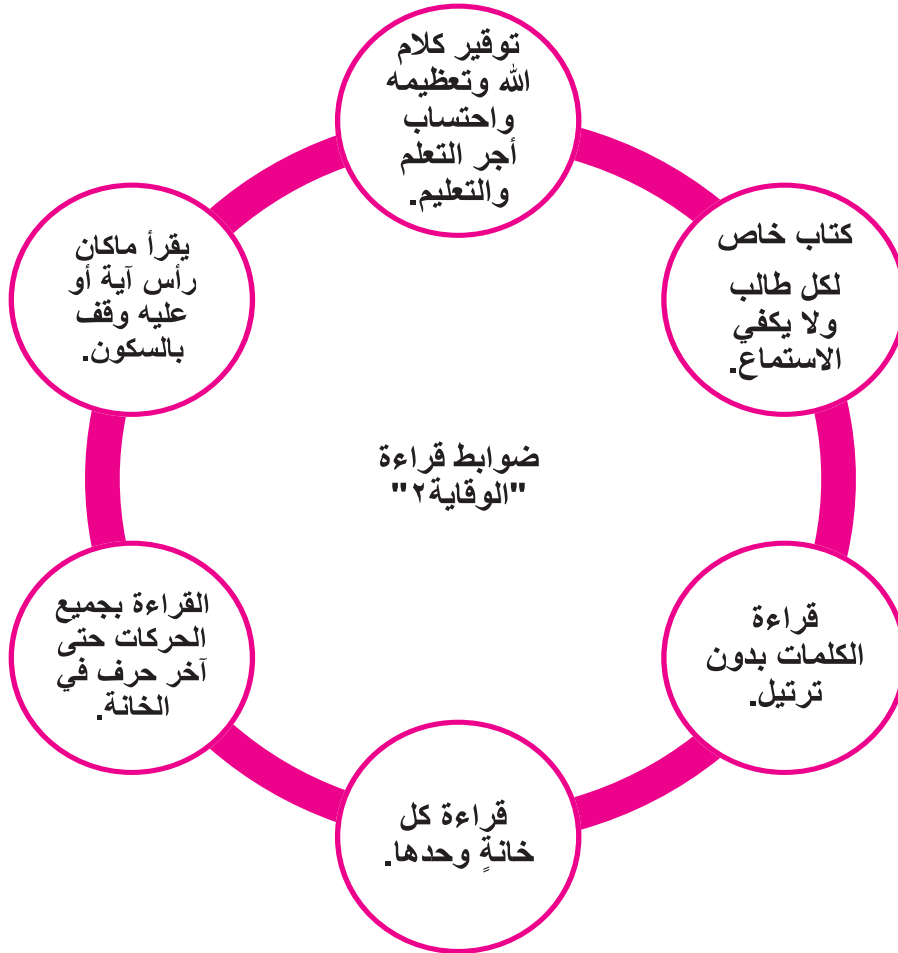 توقير كلام
الله وتعظيمه
واحتساب
أجر التعلم
والتعليم.
كتاب خاص
لكل طالب
ولا يكفي
الاستماع.
قراءة
الكلمات بدون
ترتيل.
قراءة كل
خانةٍ وحدها.
القراءة بجميع
الحركات حتى
آخر حرف في
الخانة.
يقرأ ماكان
رأس آية أو
عليه وقف
بالسكون.
ضوابط قراءة
"الوقاية٢"